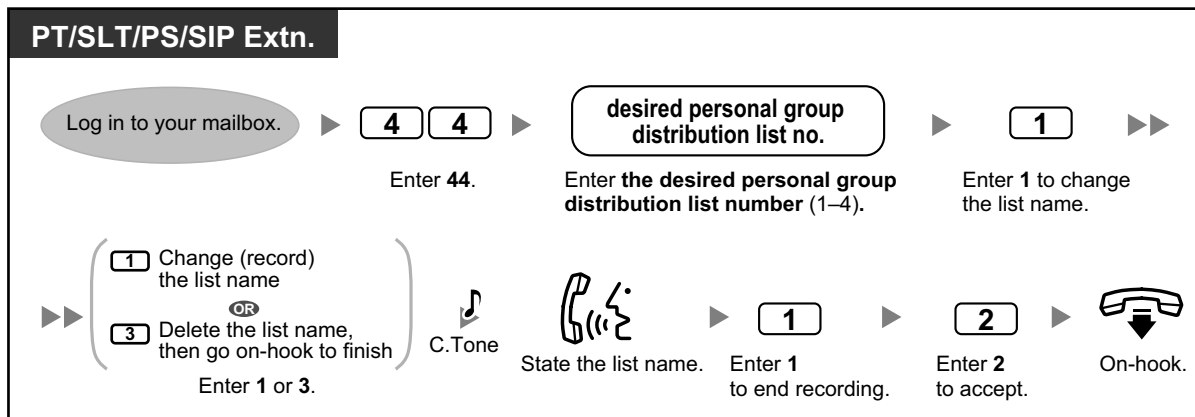 PT/SLT/PS/SIP Extn.
Log in to your mailbox.
4 4
Enter 44.
desired personal group
distribution list no.
Enter the desired personal group
distribution list number (1–4).
1
Enter 1 to change
the list name.
1 Change (record)
the list name
OR
3 Delete the list name,
then go on-hook to finish
Enter 1 or 3.
C.Tone
State the list name.
1
Enter 1
to end recording.
2
Enter 2
to accept.
On-hook.